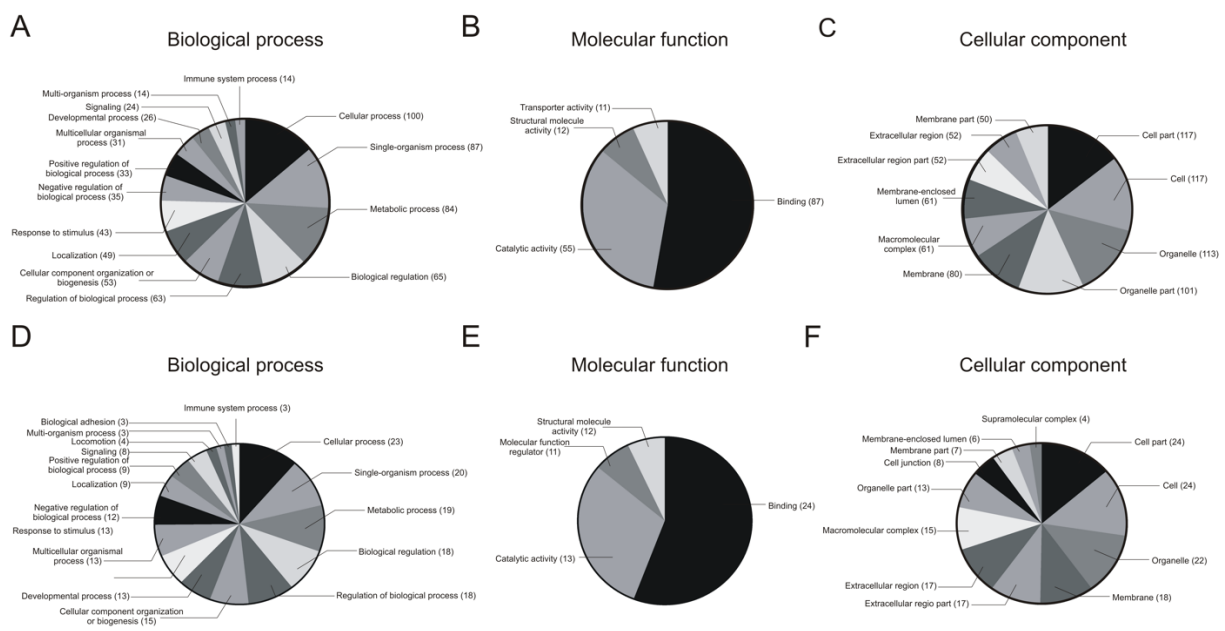 A
Biological process
Immune system process (14)
Multi-organism process (14)
Signaling (24)
Developmental process (26)
Multicellular organismal
process (31)
Positive regulation of
biological process (33)
Negative regulation of
biological process (35)
Response to stimulus (43)
Localization (49)
Cellular component organization or
biogenesis (53)
Regulation of biological process (63)
Cellular process (100)
Single-organism process (87)
Metabolic process (84)
Biological regulation (65)
B
Molecular function
Transporter activity (11)
Structural molecule
activity (12)
Catalytic activity (55)
Binding (87)
C
Cellular component
Membrane part (50)
Extracellular region (52)
Extracellular region part (52)
Membrane-enclosed
lumen (61)
Macromolecular
complex (61)
Membrane (80)
Cell part (117)
Cell (117)
Organelle (113)
Organelle part (101)
D
Biological process
Immune system process (3)
Biological adhesion (3)
Multi-organism process (3)
Locomotion (4)
Signaling (8)
Positive regulation of
biological process (9)
Localization (9)
Negative regulation of
biological process (12)
Response to stimulus (13)
Multicellular organismal
process (13)
Developmental process (13)
Cellular component organization
or biogenesis (15)
Cellular process (23)
Single-organism process (20)
Metabolic process (19)
Biological regulation (18)
Regulation of biological process (18)
E
Molecular function
Structural molecule
activity (12)
Molecular function
regulator (11)
Catalytic activity (13)
Binding (24)
F
Cellular component
Supramolecular complex (4)
Membrane-enclosed lumen (6)
Membrane part (7)
Cell junction (8)
Organelle part (13)
Macromolecular complex (15)
Extracellular region (17)
Extracellular regio part (17)
Cell part (24)
Cell (24)
Organelle (22)
Membrane (18)